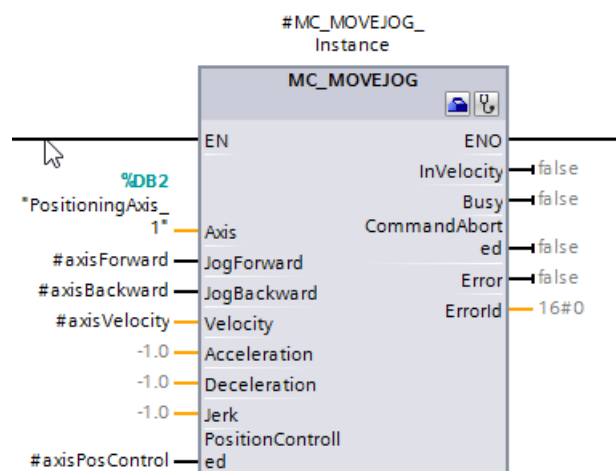 #MC_MOVEJOG_
Instance
MC_MOVEJOG
EN
ENO
%DB2
"PositioningAxis_
1"
Axis
#axisForward
JogForward
#axisBackward
JogBackward
#axisVelocity
Velocity
-1.0
Acceleration
-1.0
Deceleration
-1.0
Jerk
#axisPosControl
PositionControll
ed
InVelocity
false
Busy
false
CommandAbort
ed
false
Error
false
ErrorId
16#0